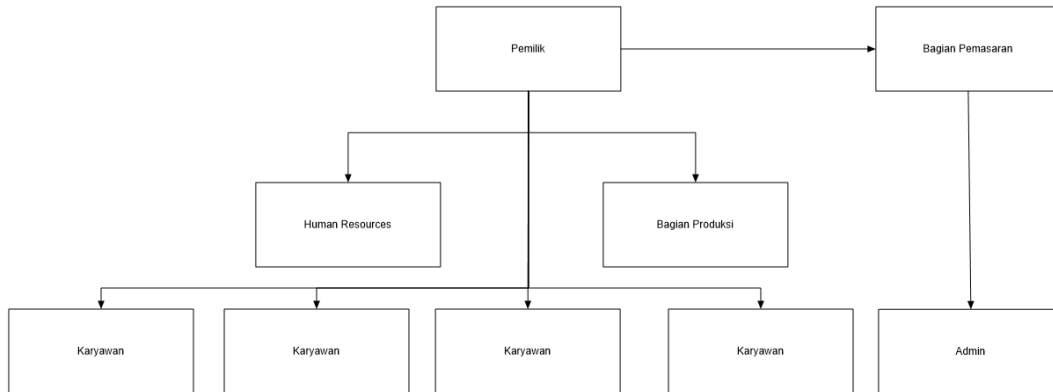 Pemilik
Bagian Pemasaran
Human Resources
Bagian Produksi
Karyawan
Karyawan
Karyawan
Karyawan
Admin